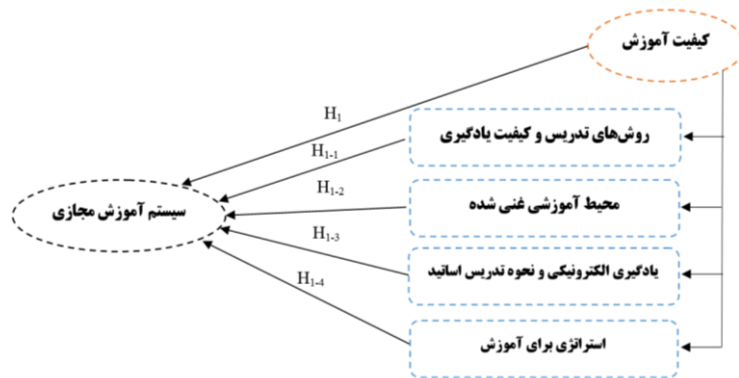 کیفیت آموزش
H1
روش‌های تدریس و کیفیت یادگیری
H1-1
محیط آموزشی غنی شده
H1-2
سیستم آموزش مجازی
H1-3
یادگیری الکترونیکی و نحوه تدریس اساتید
H1-4
استراتژی برای آموزش